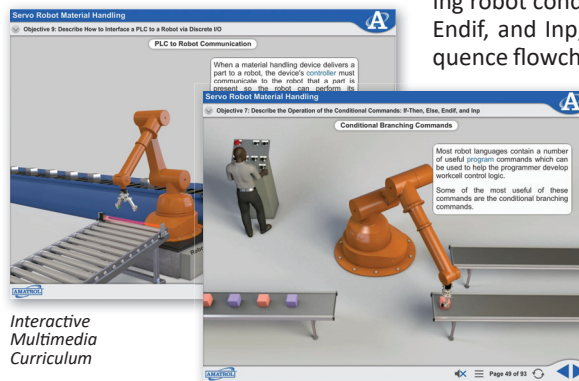 ing robot cond
Endif, and Inp,
quence flowch
Servo Robot Material Handling
Objective 9: Describe How to Interface a PLC to a Robot via Discrete I/O
PLC to Robot Communication
When a material handling device delivers a
part to a robot, the device's controller must
communicate to the robot that a part is
present so the robot can perform its
AMATROL
Servo Robot Material Handling
Objective 7: Describe the Operation of the Conditional Commands: If-Then, Else, Endif, and Inp
Conditional Branching Commands
Most robot languages contain a number
of useful program commands which can
be used to help the programmer develop
workcell control logic.
Some of the most useful of these
commands are the conditional branching
commands.
AMATROL
Page 49 of 93
Interactive
Multimedia
Curriculum